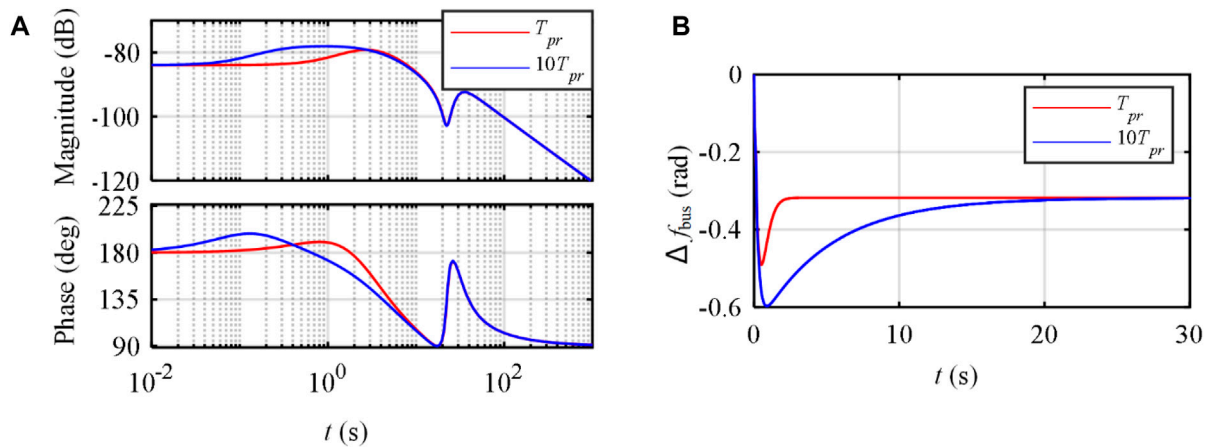 A
Magnitude (dB)
-80
-100
-120
T_pr
10T_pr
Phase (deg)
225
180
135
90
10^-2
10^0
10^2
t (s)
B
Δ f_bus (rad)
0
-0.2
-0.4
-0.6
T_pr
10T_pr
0
10
20
30
t (s)